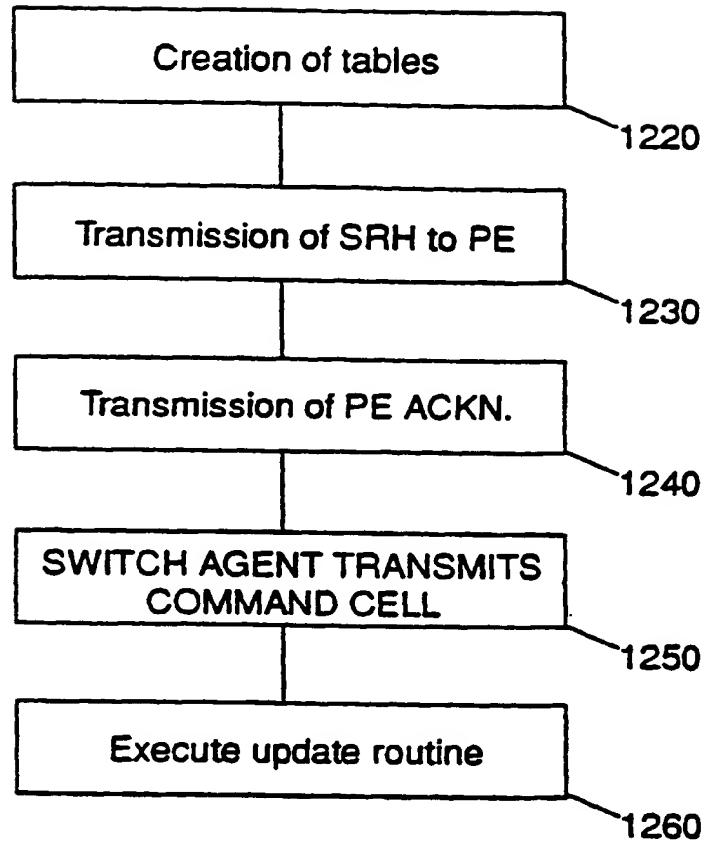 Creation of tables
1220
Transmission of SRH to PE
1230
Transmission of PE ACKN.
1240
SWITCH AGENT TRANSMITS
COMMAND CELL
1250
Execute update routine
1260